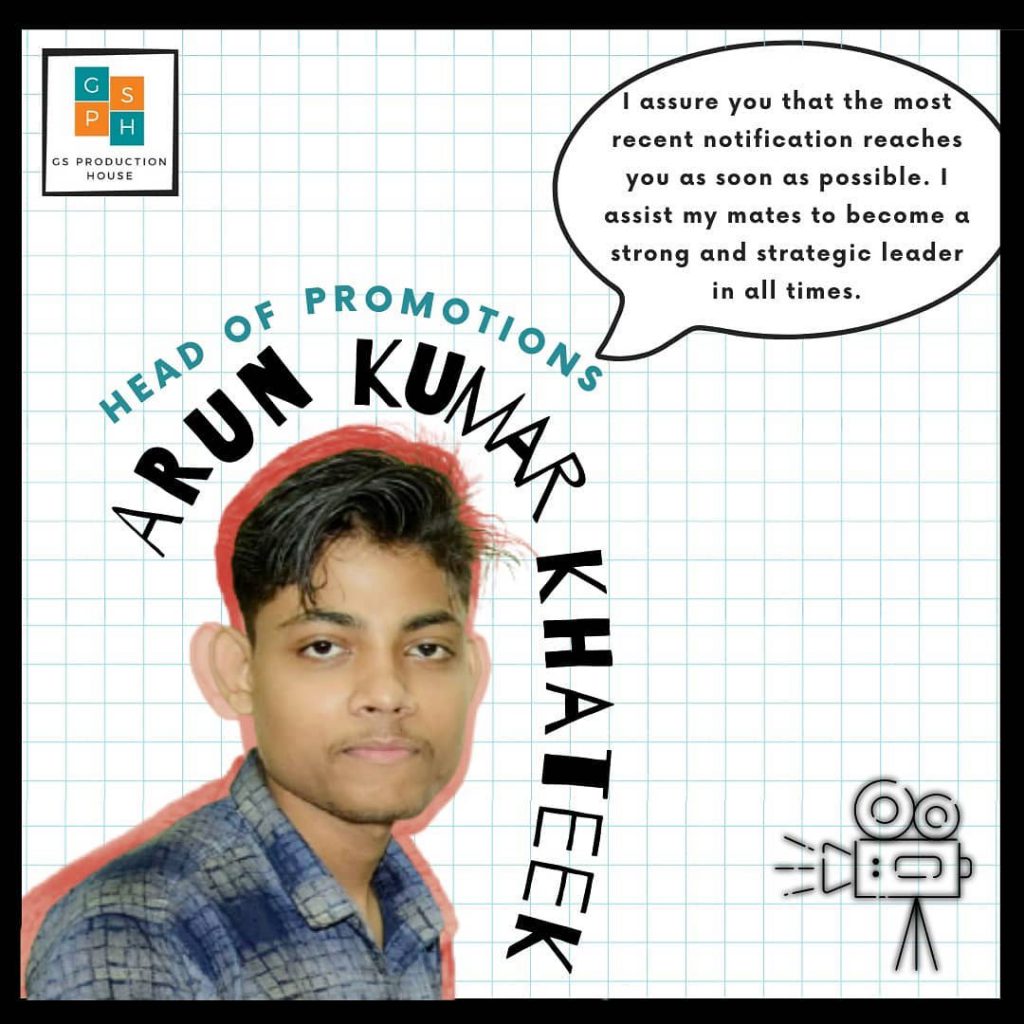 G S
P H
GS PRODUCTION
HOUSE
I assure you that the most
recent notification reaches
you as soon as possible. I
assist my mates to become a
strong and strategic leader
in all times.
HEAD OF PROMOTIONS
ARUN KUMAR KHATEEK